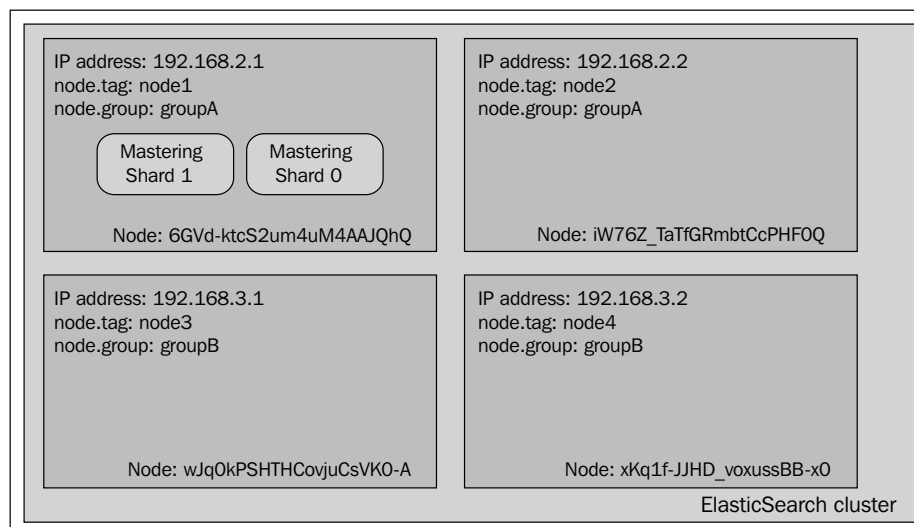 IP address: 192.168.2.1
node.tag: node1
node.group: groupA
Mastering
Shard 1
Mastering
Shard 0
Node: 6GVd-ktcS2um4uM4AAJQhQ
IP address: 192.168.2.2
node.tag: node2
node.group: groupA
Node: iW76Z_TaTfGRmbtCcPHF0Q
IP address: 192.168.3.1
node.tag: node3
node.group: groupB
Node: wJq0kPSHTHCovjuCsVK0-A
IP address: 192.168.3.2
node.tag: node4
node.group: groupB
Node: xKq1f-JJHD_voxussBB-x0
ElasticSearch cluster